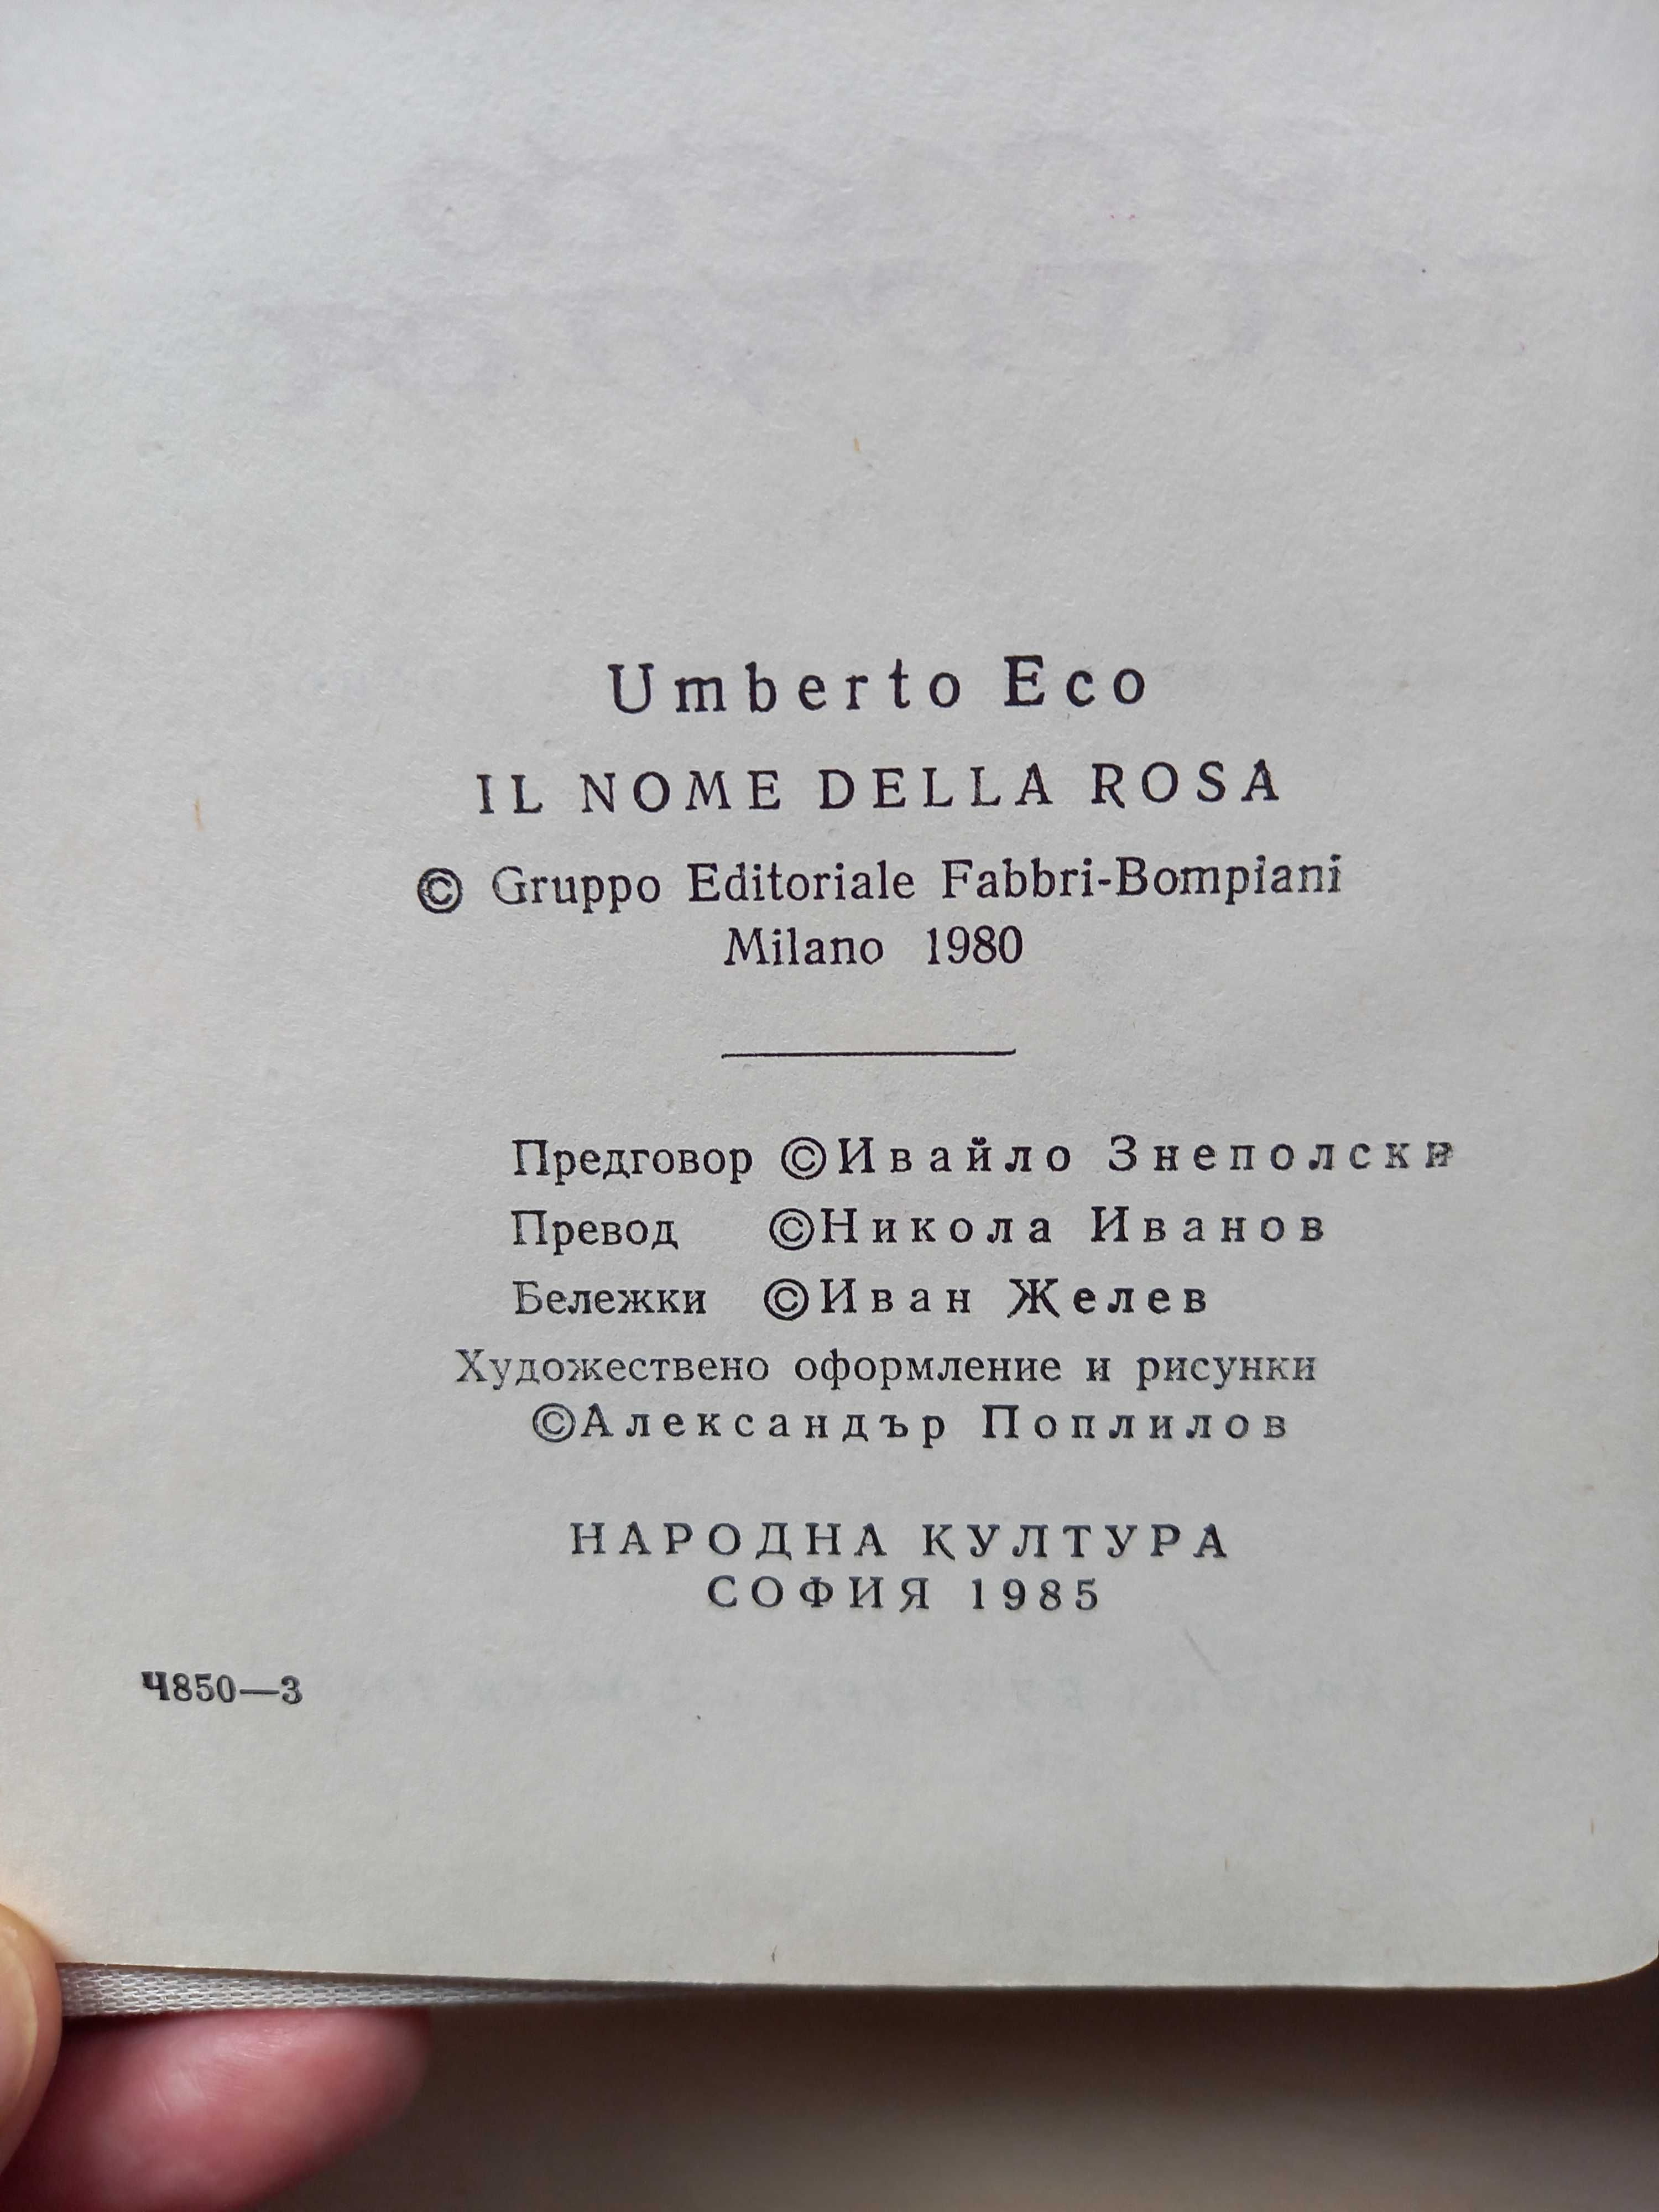 Umberto Eco
IL NOME DELLA ROSA
© Gruppo Editoriale Fabbri-Bompiani
Milano 1980
Предговор ©Ивайло Знеполски
Превод ©Никола Иванов
Бележки ©Иван Желев
Художествено оформление и рисунки
©Александър Поплилов
НАРОДНА КУЛТУРА
СОФИЯ 1985
Ч850—3